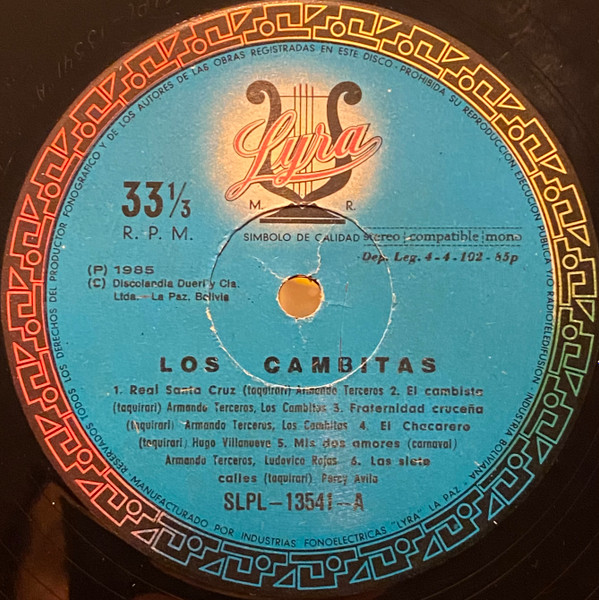 TODOS LOS DERECHOS DEL PRODUCTOR FONOGRAFICO Y DE LOS AUTORES DE LAS OBRAS REGISTRADAS EN ESTE DISCO - PROHIBIDA SU REPRODUCCION, EJECUCION PUBLICA Y/O RADIOTELEDIFUSION
Lyra
M. R.
33 1/3
R. P. M.
SIMBOLO DE CALIDAD stereo compatible mono
Dep. Leg. 4-4-102-85p
(P) 1985
(C) Discolandia Dueri y Cia.
Ltda. - La Paz, Bolivia
LOS CAMBITAS
1. Real Santa Cruz (taquirari) Armando Terceros 2. El cambista
(taquirari) Armando Terceros, Los Cambitas 3. Fraternidad cruceña
(taquirari) Armando Terceros, Los Cambitas 4. El Chacarero
(taquirari) Hugo Villanueva 5. Mis dos amores (carnaval)
Armando Terceros, Ludovico Rojas 6. Las siete
calles (taquirari) Percy Avila
SLPL-13541-A
RESERVADOS. MANUFACTURADO POR INDUSTRIAS FONOELECTRICAS "LYRA" LA PAZ - INDUSTRIA BOLIVIANA